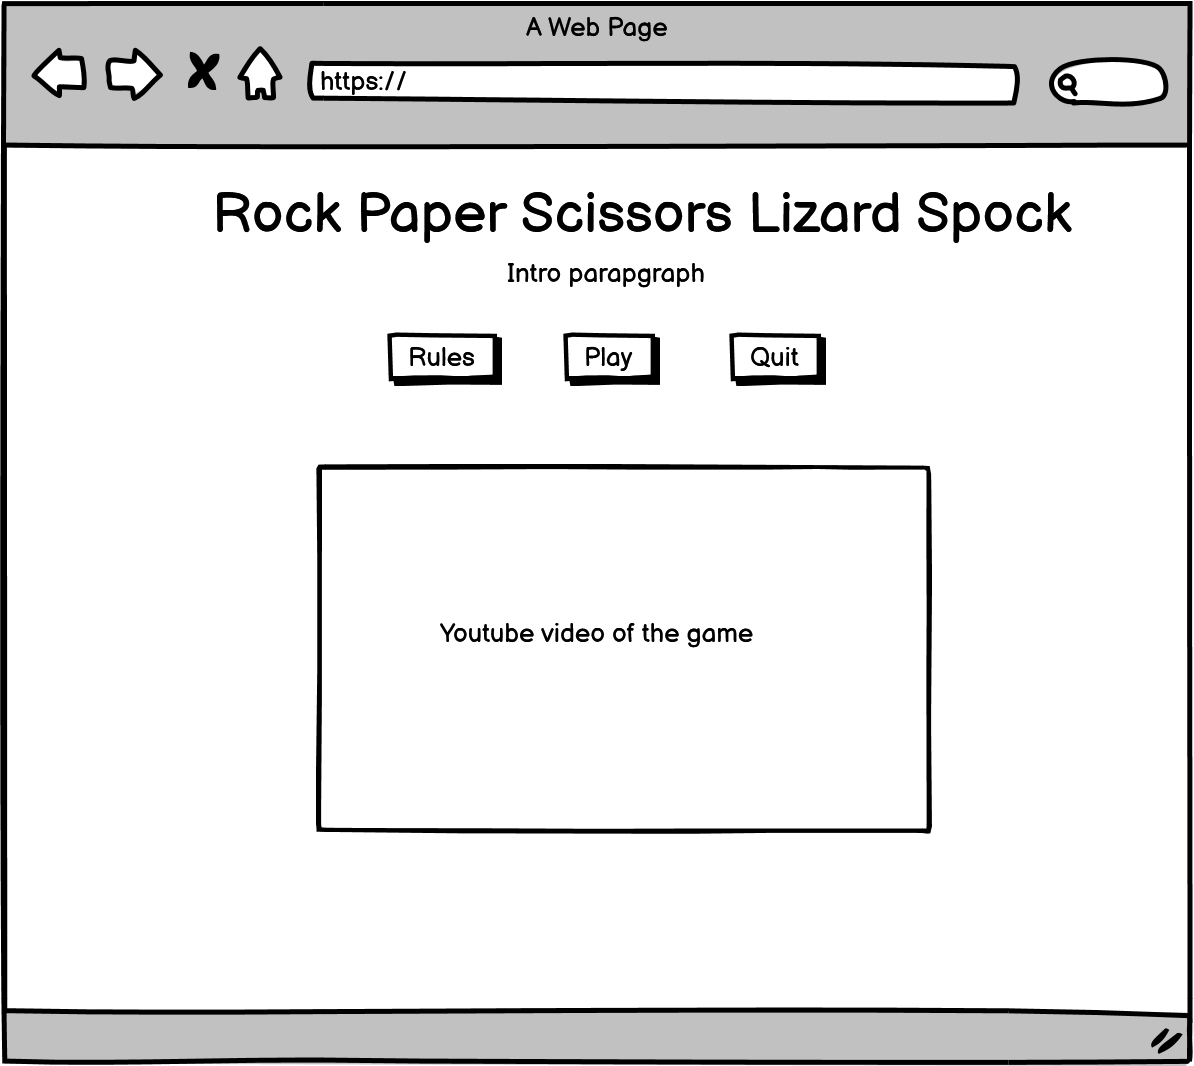 A Web Page
https://
Rock Paper Scissors Lizard Spock
Intro parapgraph
Rules Play Quit
Youtube video of the game